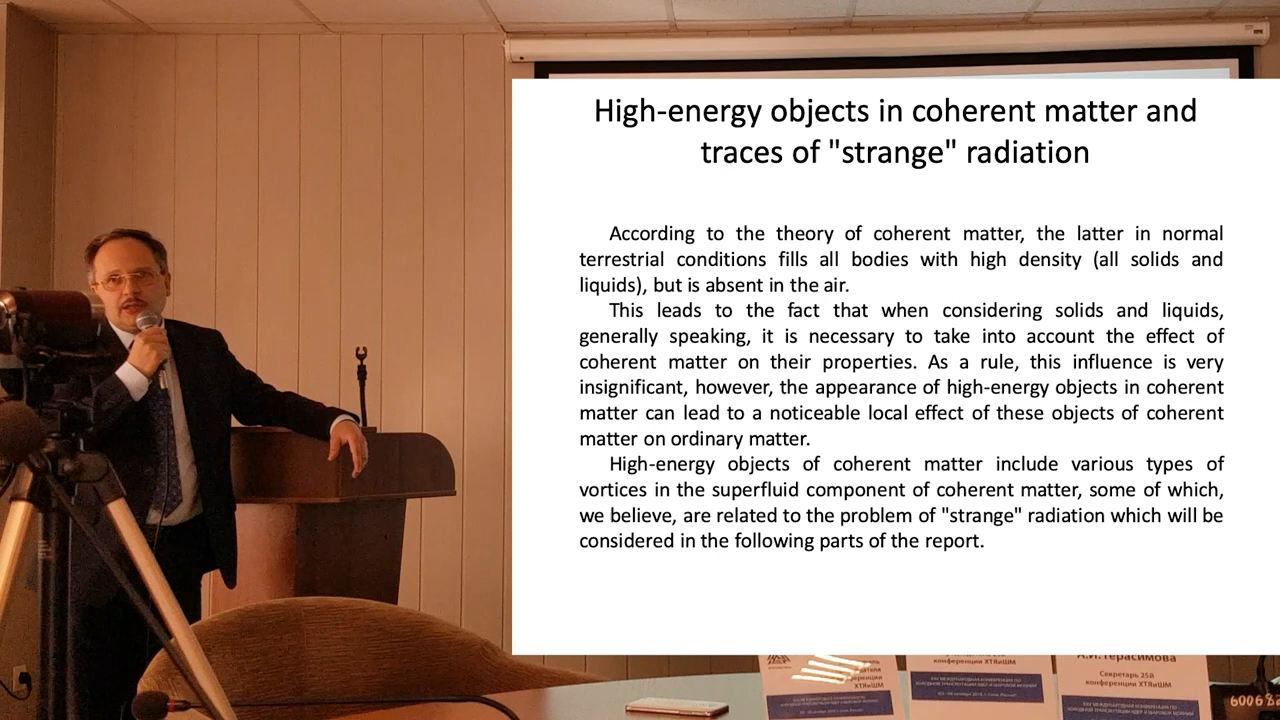 High-energy objects in coherent matter and
traces of "strange" radiation
According to the theory of coherent matter, the latter in normal
terrestrial conditions fills all bodies with high density (all solids and
liquids), but is absent in the air.
This leads to the fact that when considering solids and liquids,
generally speaking, it is necessary to take into account the effect of
coherent matter on their properties. As a rule, this influence is very
insignificant, however, the appearance of high-energy objects in coherent
matter can lead to a noticeable local effect of these objects of coherent
matter on ordinary matter.
High-energy objects of coherent matter include various types of
vortices in the superfluid component of coherent matter, some of which,
we believe, are related to the problem of "strange" radiation which will be
considered in the following parts of the report.
конференции ХТЯиШМ
А.И. Герасимова
Секретарь 25й
конференции ХТЯиШМ
ХТЯиШМ